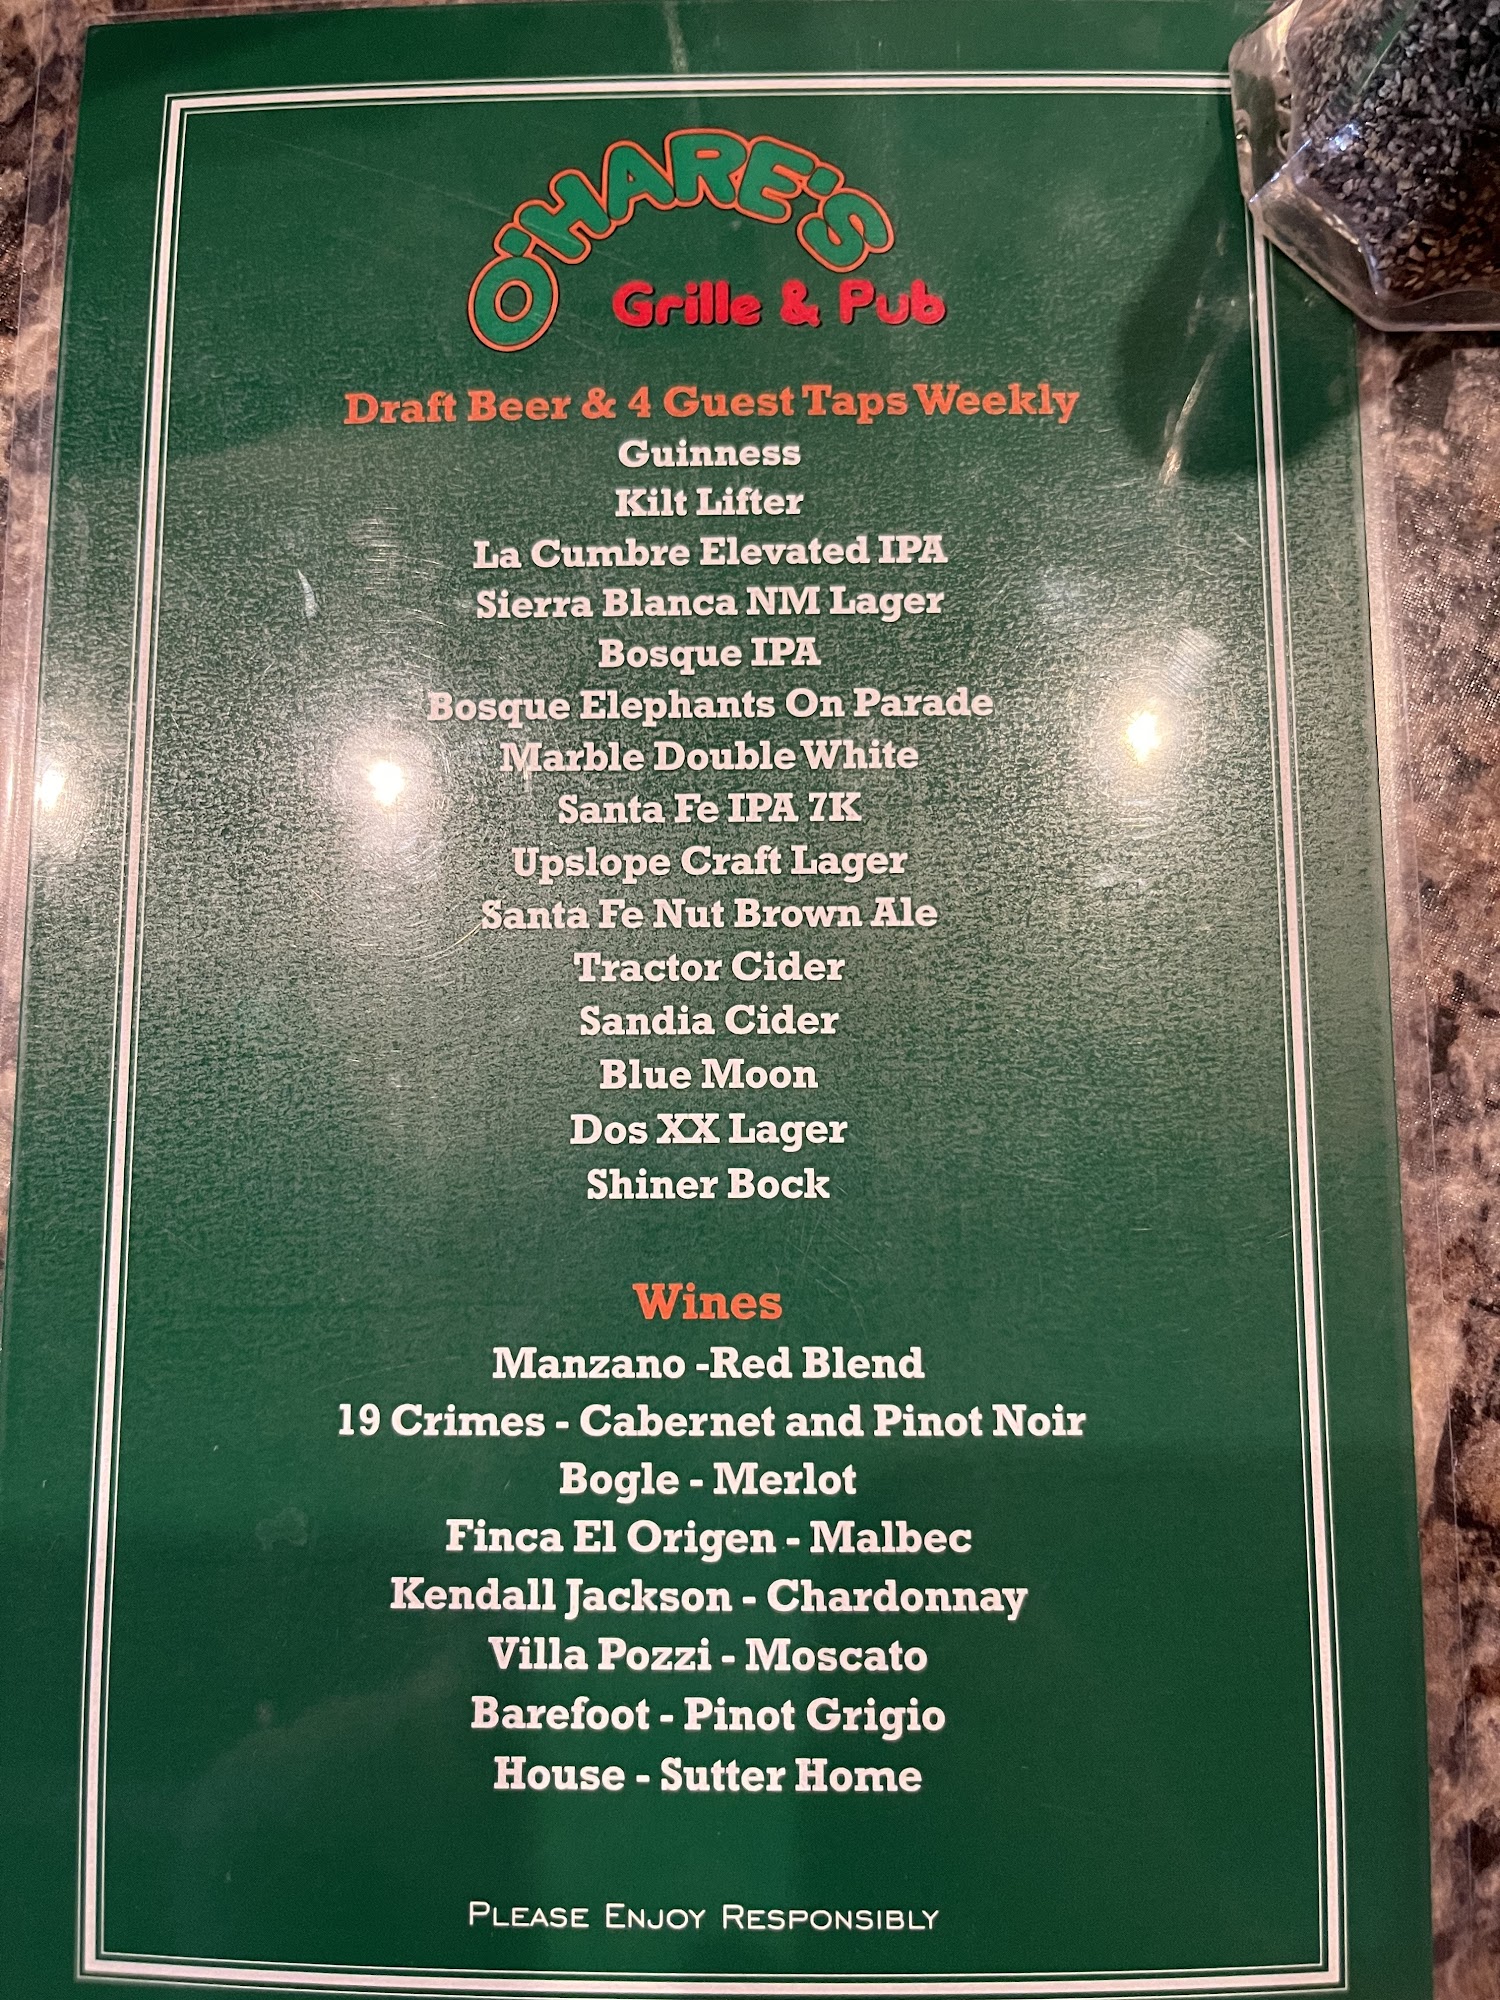 O'HARE'S
Grille & Pub
Draft Beer & 4 Guest Taps Weekly
Guinness
Kilt Lifter
La Cumbre Elevated IPA
Sierra Blanca NM Lager
Bosque IPA
Bosque Elephants On Parade
Marble Double White
Santa Fe IPA 7K
Upslope Craft Lager
Santa Fe Nut Brown Ale
Tractor Cider
Sandia Cider
Blue Moon
Dos XX Lager
Shiner Bock
Wines
Manzano -Red Blend
19 Crimes - Cabernet and Pinot Noir
Bogle - Merlot
Finca El Origen - Malbec
Kendall Jackson - Chardonnay
Villa Pozzi - Moscato
Barefoot - Pinot Grigio
House - Sutter Home
Please Enjoy Responsibly